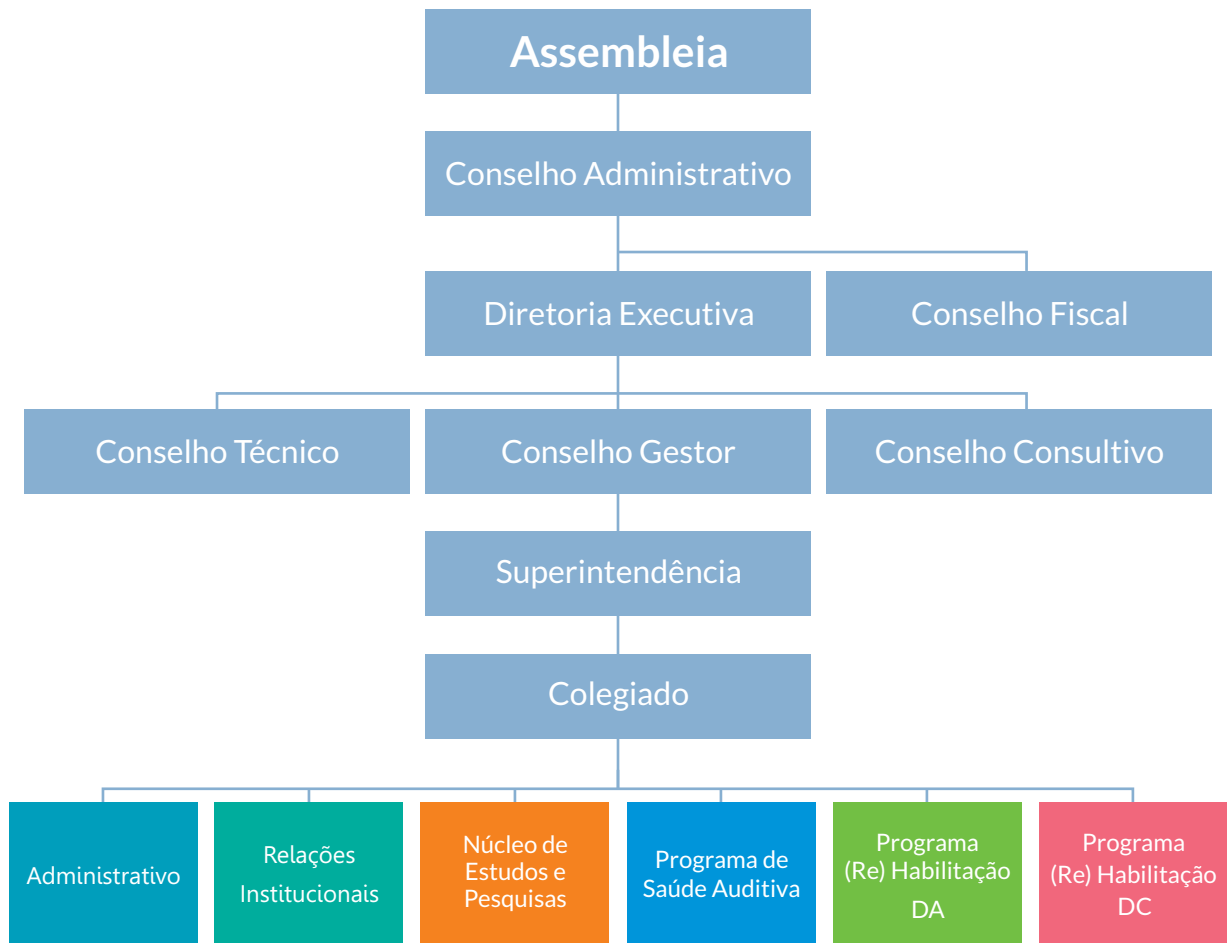 Assembleia
Conselho Administrativo
Diretoria Executiva
Conselho Fiscal
Conselho Técnico
Conselho Gestor
Conselho Consultivo
Superintendência
Colegiado
Administrativo
Relações
Institucionais
Núcleo de
Estudos e
Pesquisas
Programa de
Saúde Auditiva
Programa
(Re) Habilitação
DA
Programa
(Re) Habilitação
DC